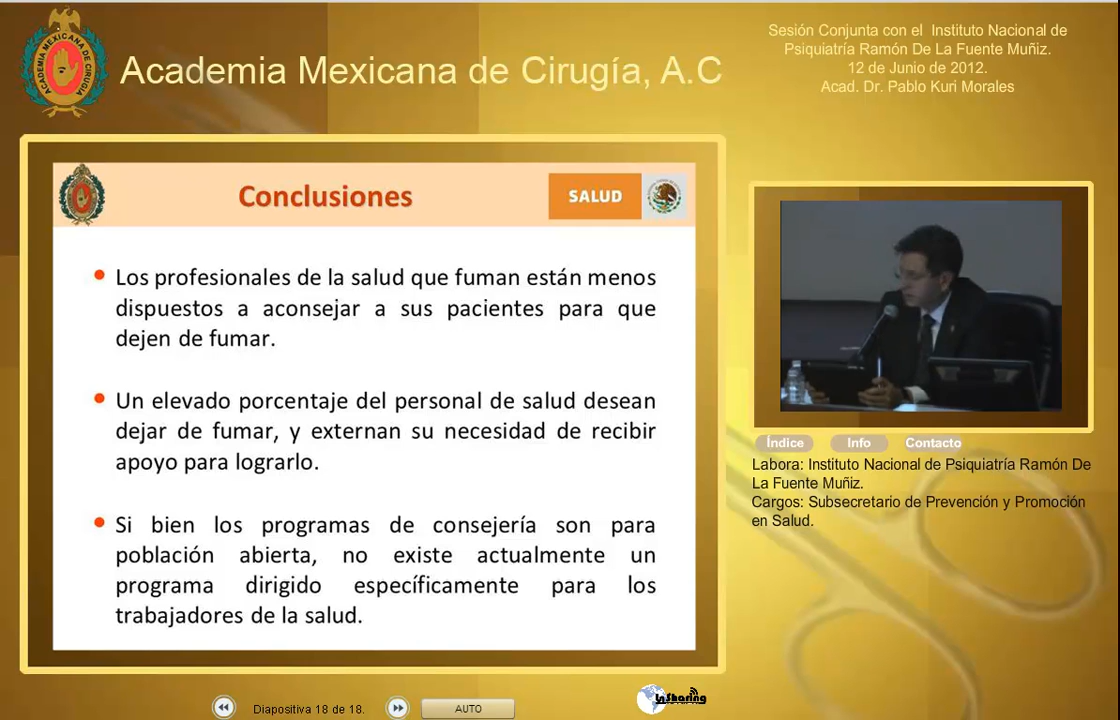 ACADEMIA MEXICANA DE CIRUGIA
Academia Mexicana de Cirugía, A.C
Sesión Conjunta con el Instituto Nacional de
Psiquiatría Ramón De La Fuente Muñiz.
12 de Junio de 2012.
Acad. Dr. Pablo Kuri Morales
Conclusiones
SALUD
Los profesionales de la salud que fuman están menos
dispuestos a aconsejar a sus pacientes para que
dejen de fumar.
Un elevado porcentaje del personal de salud desean
dejar de fumar, y externan su necesidad de recibir
apoyo para lograrlo.
Si bien los programas de consejería son para
población abierta, no existe actualmente un
programa dirigido específicamente para los
trabajadores de la salud.
Índice Info Contacto
Labora: Instituto Nacional de Psiquiatría Ramón De
La Fuente Muñiz.
Cargos: Subsecretario de Prevención y Promoción
en Salud.
Diapositiva 18 de 18.
AUTO
InSharing